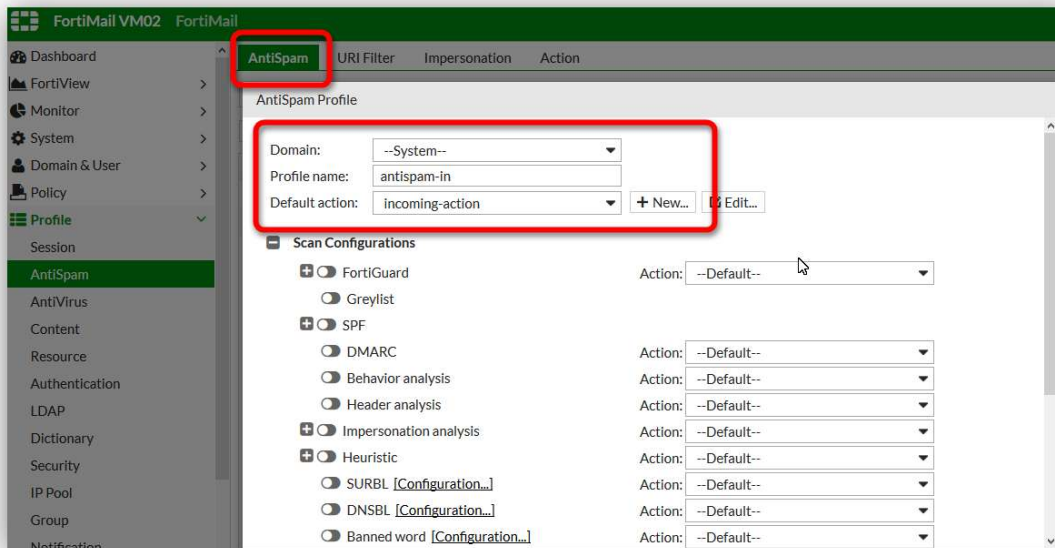 FortiMail VM02 FortiMail
Dashboard
FortiView
Monitor
System
Domain & User
Policy
Profile
Session
AntiSpam
AntiVirus
Content
Resource
Authentication
LDAP
Dictionary
Security
IP Pool
Group
Notification
AntiSpam URI Filter Impersonation Action
AntiSpam Profile
Domain: --System--
Profile name: antispam-in
Default action: incoming-action + New... Edit...
Scan Configurations
FortiGuard Action: --Default--
Greylist
SPF
DMARC Action: --Default--
Behavior analysis Action: --Default--
Header analysis Action: --Default--
Impersonation analysis Action: --Default--
Heuristic Action: --Default--
SURBL [Configuration...] Action: --Default--
DNSBL [Configuration...] Action: --Default--
Banned word [Configuration...] Action: --Default--